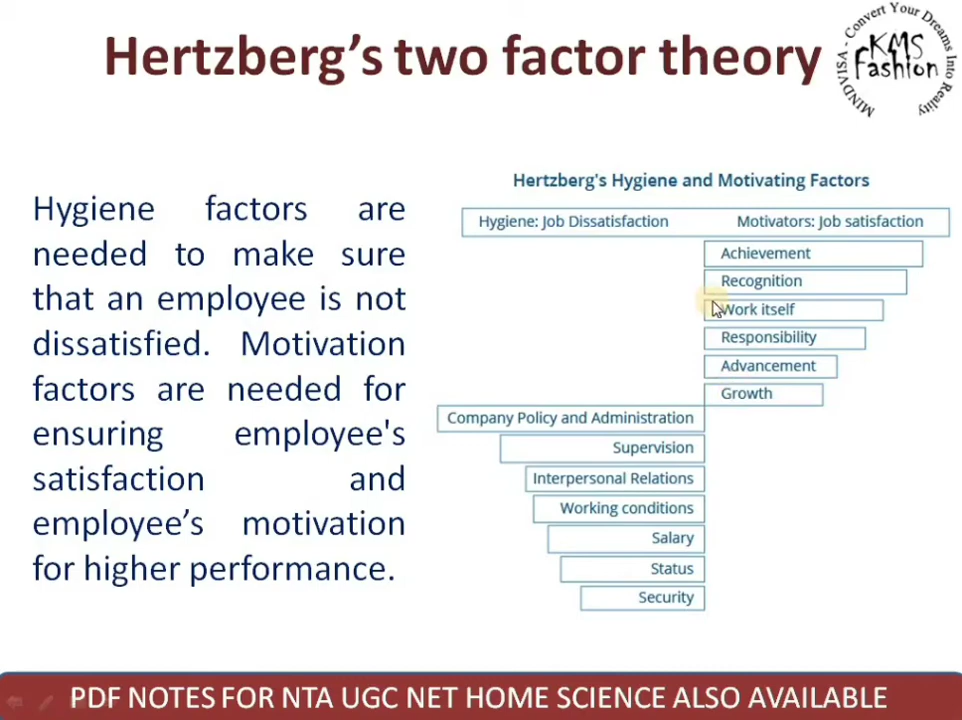 Hertzberg's two factor theory
MINDVISA - Convert Your Dreams Into Reality
KMS
Fashion
Hygiene factors are
needed to make sure
that an employee is not
dissatisfied. Motivation
factors are needed for
ensuring employee's
satisfaction and
employee’s motivation
for higher performance.
Hertzberg's Hygiene and Motivating Factors
Hygiene: Job Dissatisfaction Motivators: Job satisfaction
Achievement
Recognition
Work itself
Responsibility
Advancement
Growth
Company Policy and Administration
Supervision
Interpersonal Relations
Working conditions
Salary
Status
Security
PDF NOTES FOR NTA UGC NET HOME SCIENCE ALSO AVAILABLE